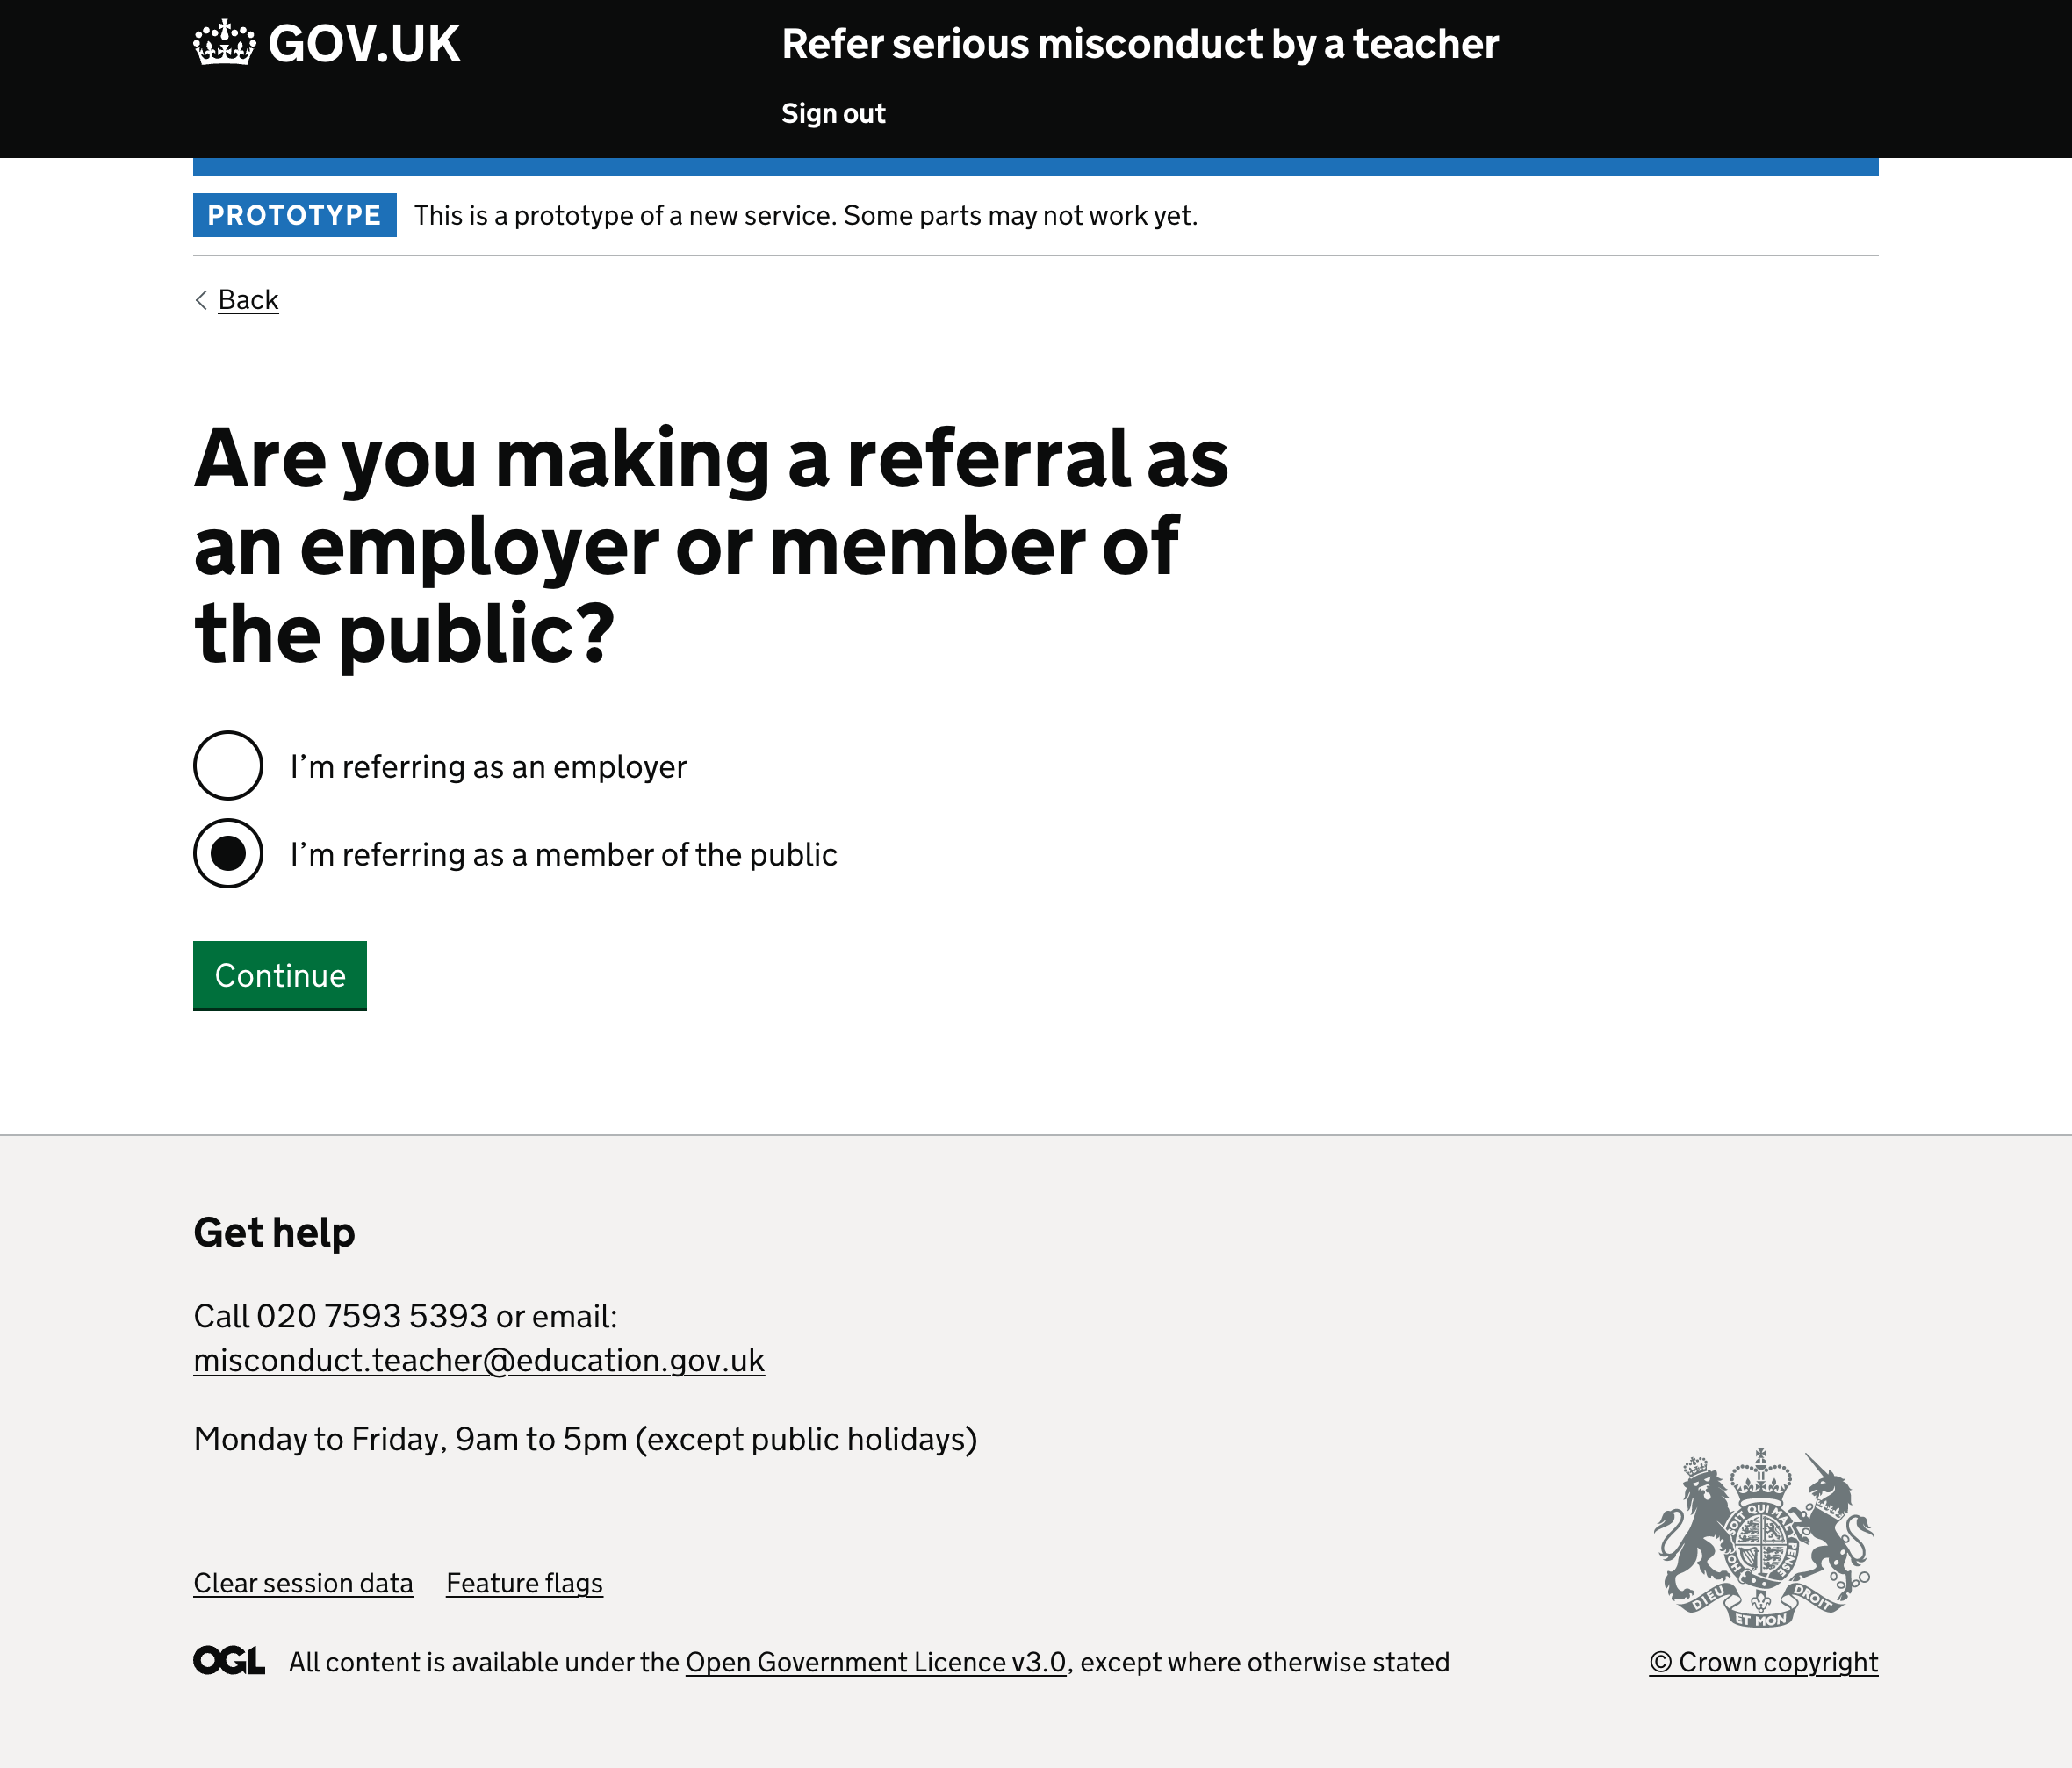 GOV.UK
Refer serious misconduct by a teacher
Sign out
PROTOTYPE This is a prototype of a new service. Some parts may not work yet.
Back
Are you making a referral as
an employer or member of
the public?
I’m referring as an employer
I’m referring as a member of the public
Continue
Get help
Call 020 7593 5393 or email:
misconduct.teacher@education.gov.uk
Monday to Friday, 9am to 5pm (except public holidays)
SOIT QUI MAL Y PENSE
HONI
DIEU ET MON DROIT
Clear session data Feature flags
OGL All content is available under the Open Government Licence v3.0, except where otherwise stated
© Crown copyright